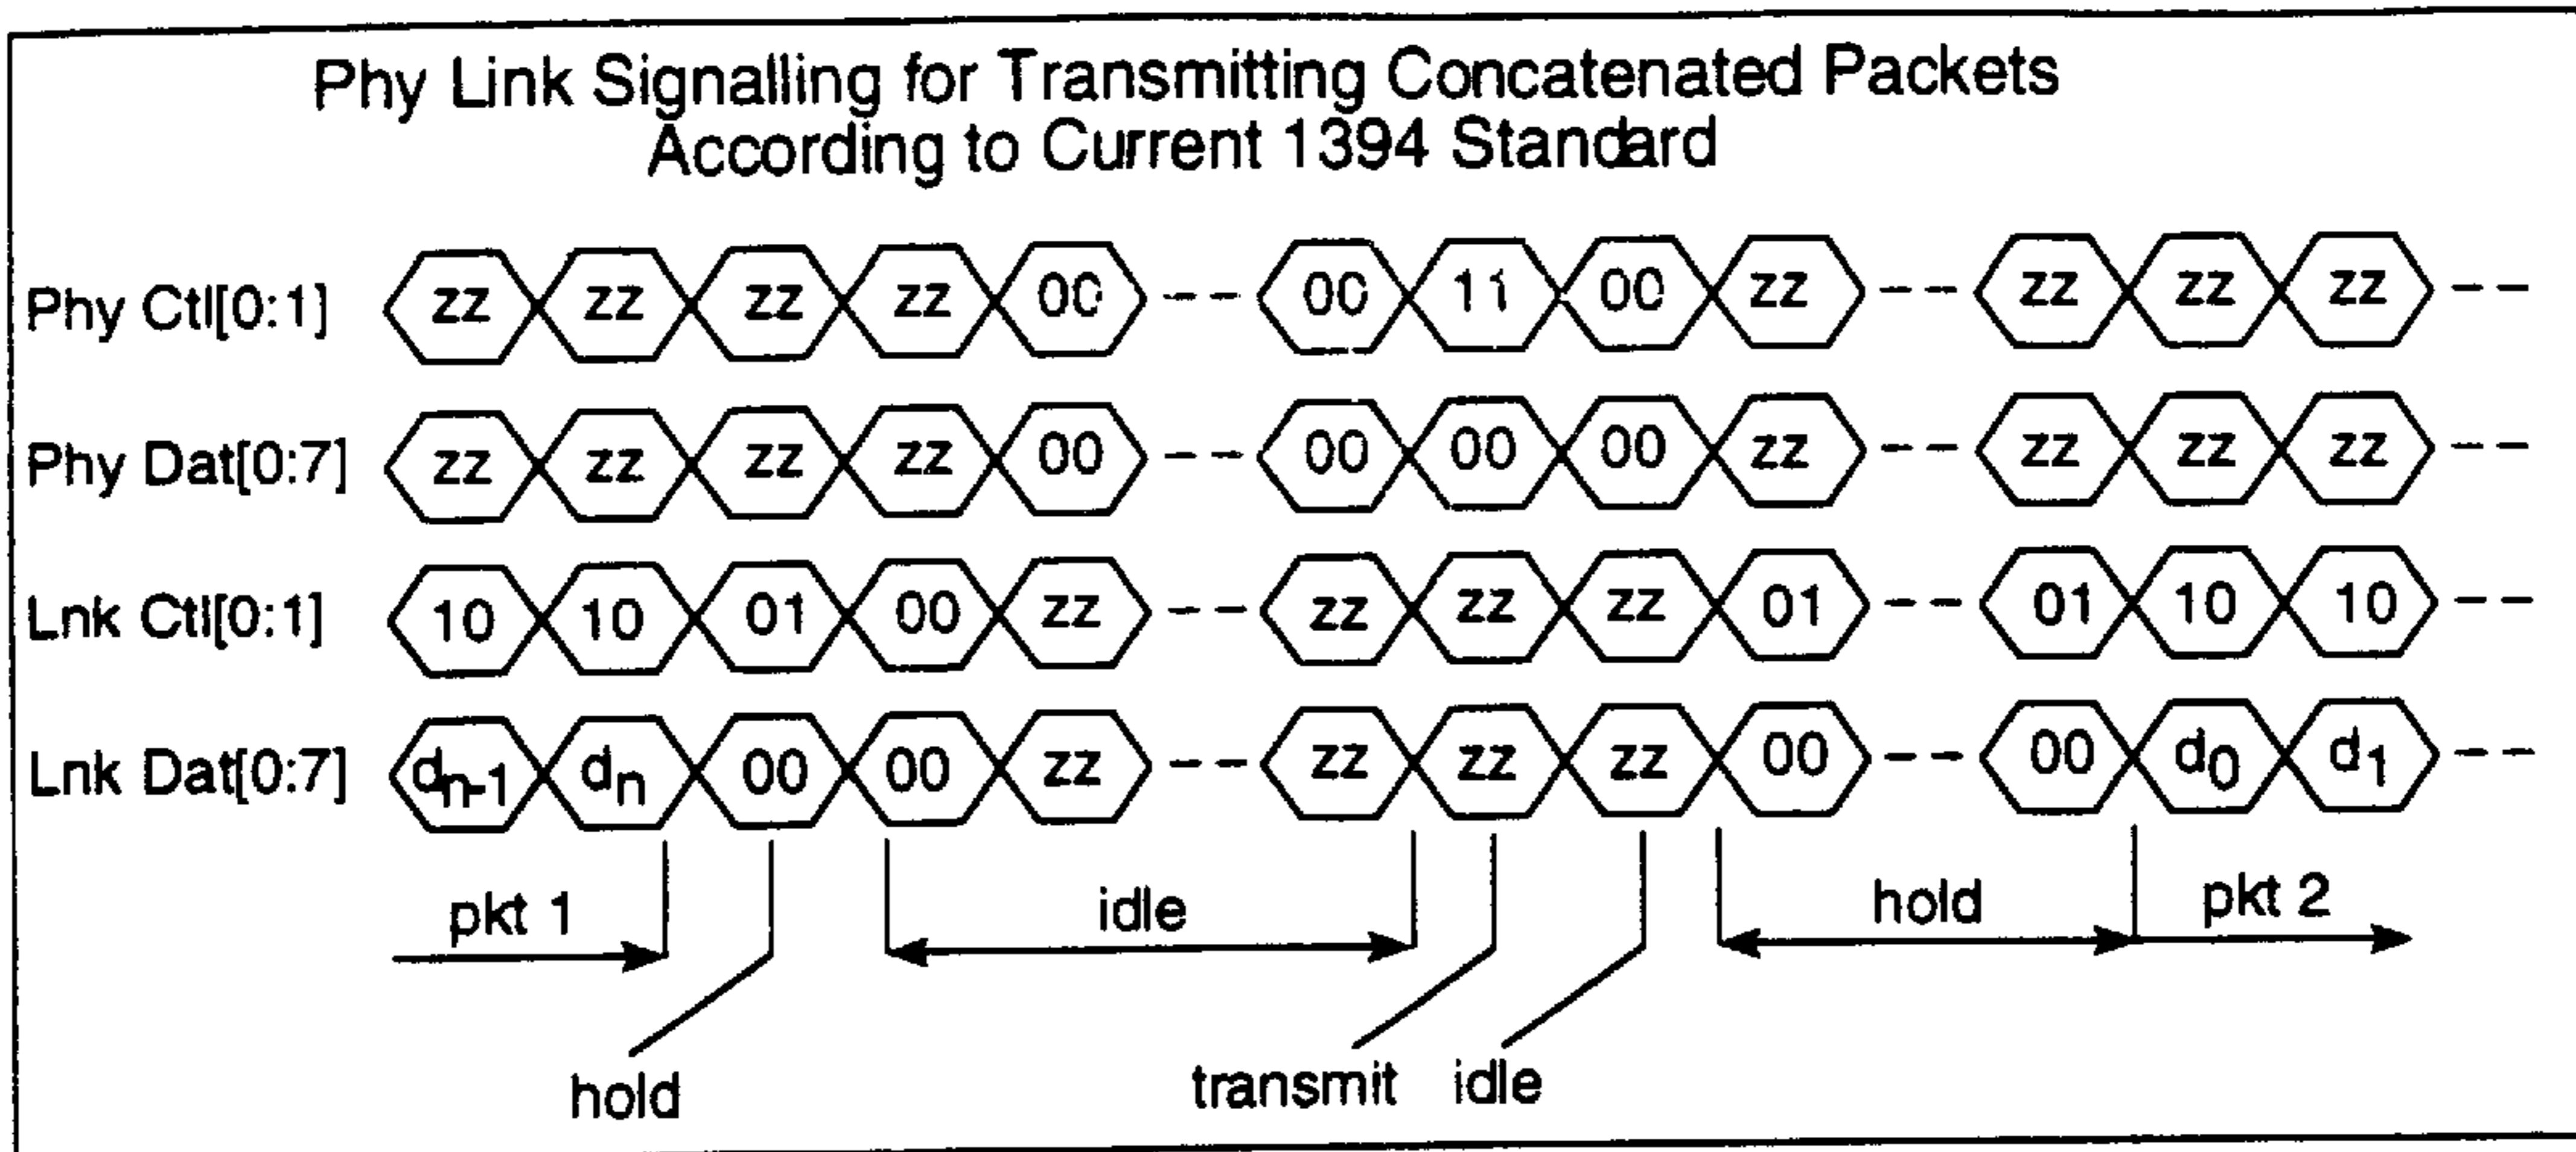 Phy Link Signalling for Transmitting Concatenated Packets
According to Current 1394 Standard
Phy Ctl[0:1] zz zz zz zz 00 -- 00 11 00 zz -- zz zz zz --
Phy Dat[0:7] zz zz zz zz 00 -- 00 00 00 zz -- zz zz zz --
Lnk Ctl[0:1] 10 10 01 00 zz -- zz zz zz 01 -- 01 10 10 --
Lnk Dat[0:7] dn-1 dn 00 00 zz -- zz zz zz 00 -- 00 d0 d1 --
pkt 1 idle hold pkt 2
hold transmit idle